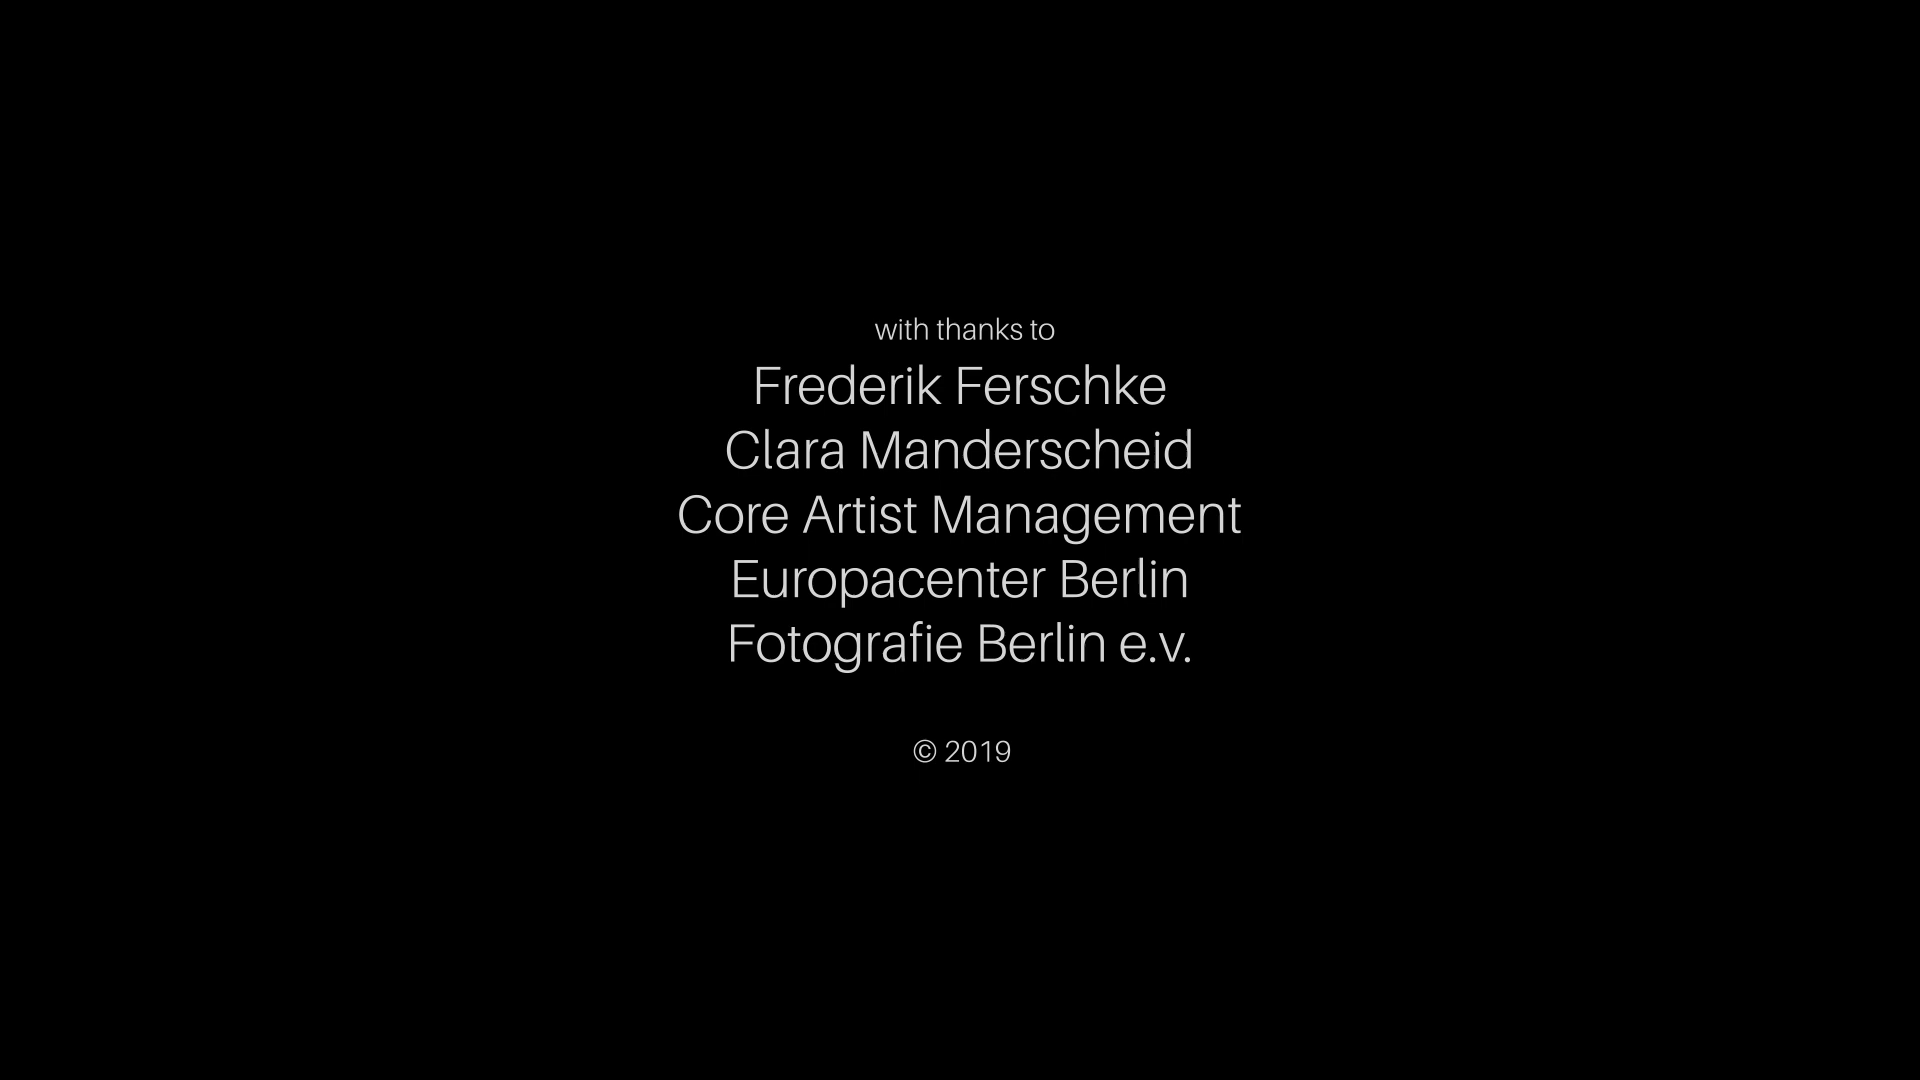 with thanks to
Frederik Ferschke
Clara Manderscheid
Core Artist Management
Europacenter Berlin
Fotografie Berlin e.v.
© 2019